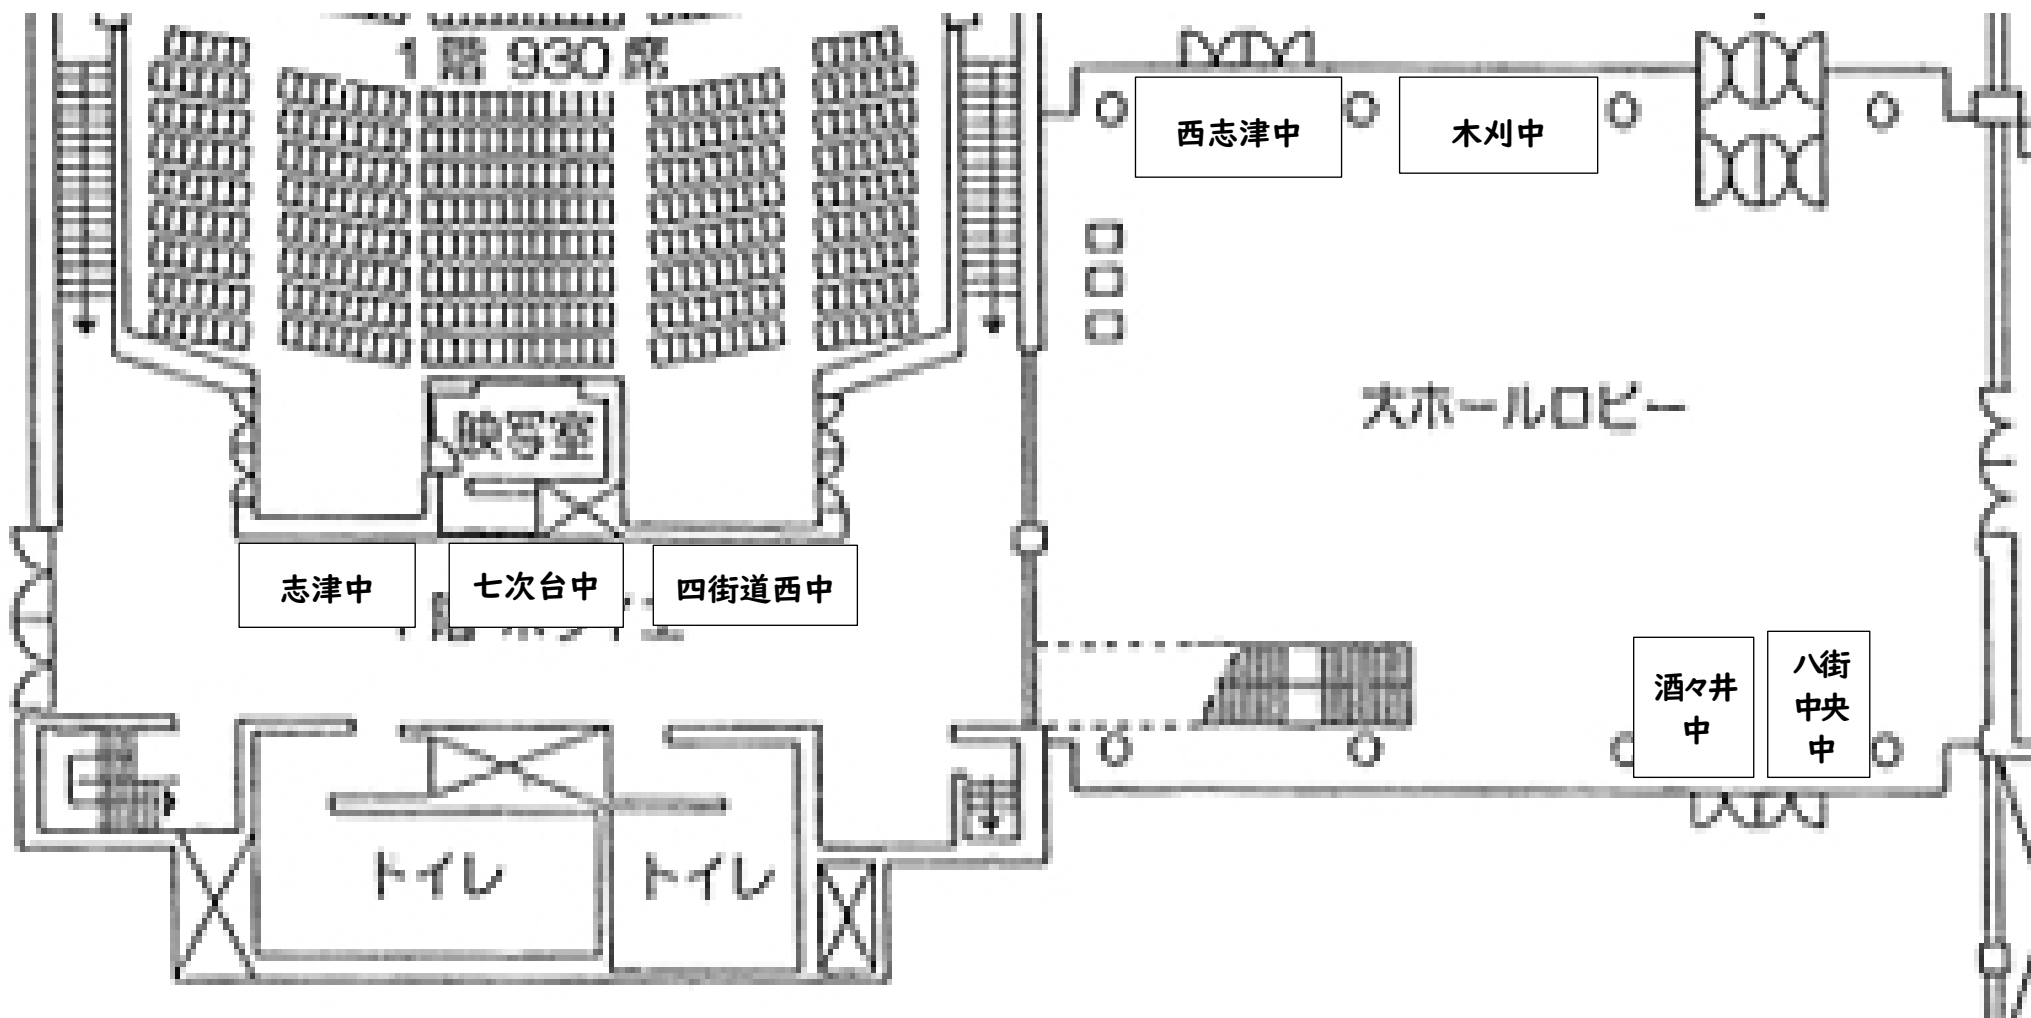 1階 930席
西志津中
木刈中
大ホールロビー
映写室
志津中
七次台中
四街道西中
酒々井
中
八街
中央
中
トイレ
トイレ